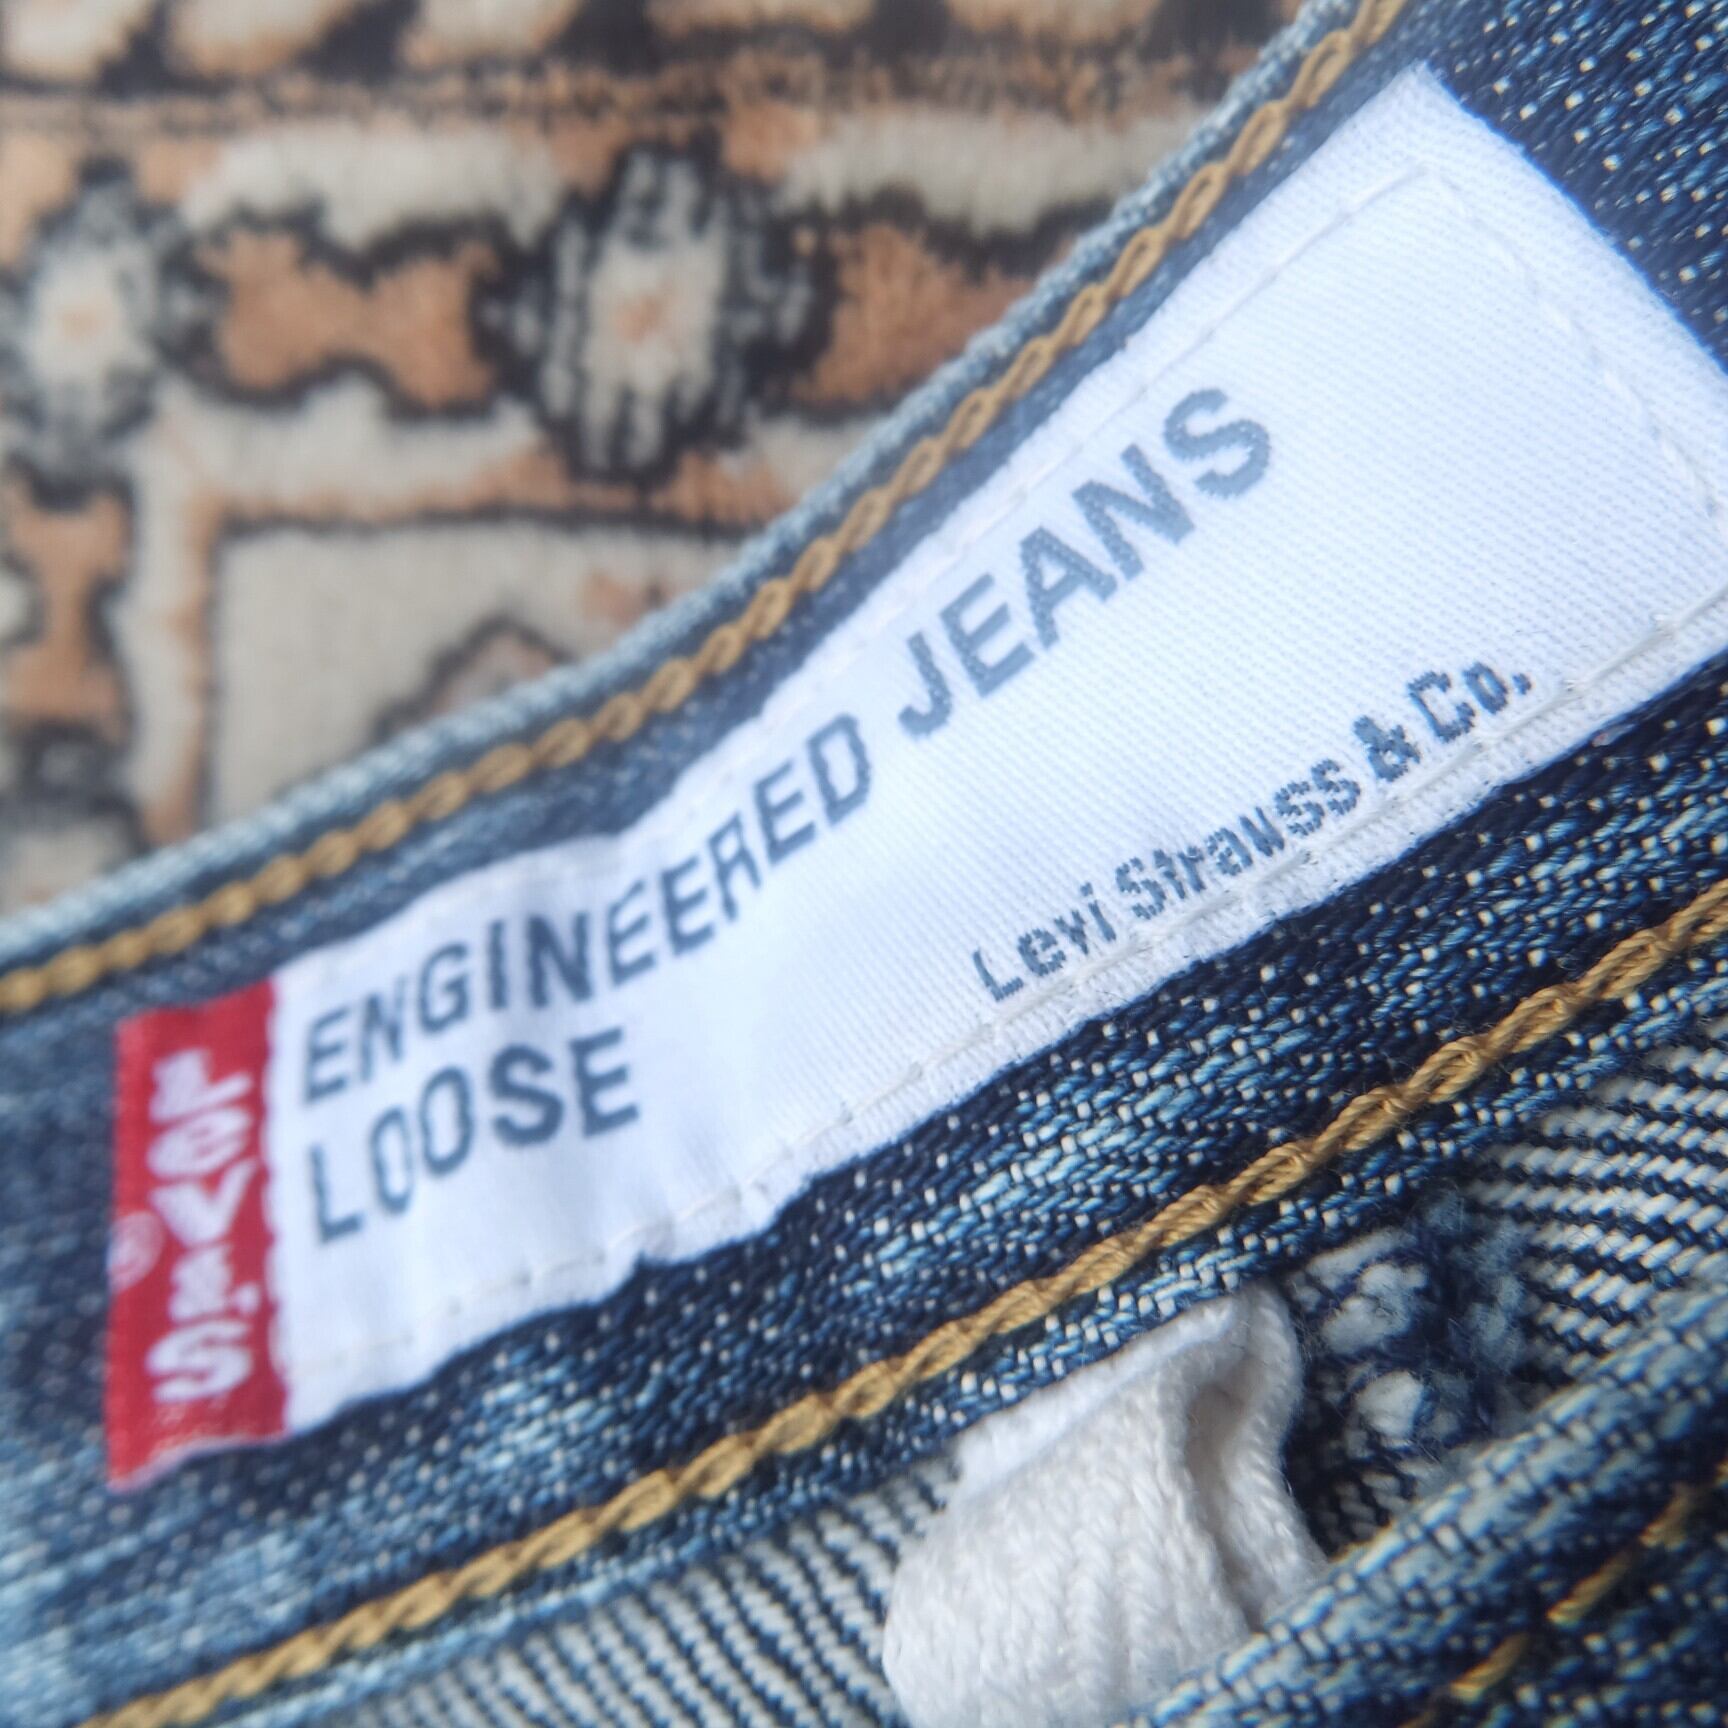 LEVI'S
®
ENGINEERED JEANS
LOOSE
Levi Strauss & Co.